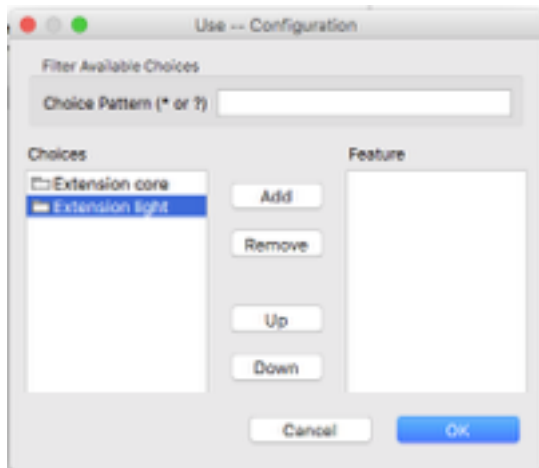 Use -- Configuration
Filter Available Choices
Choice Pattern (* or ?)
Choices
Feature
Extension core
Extension light
Add
Remove
Up
Down
Cancel
OK